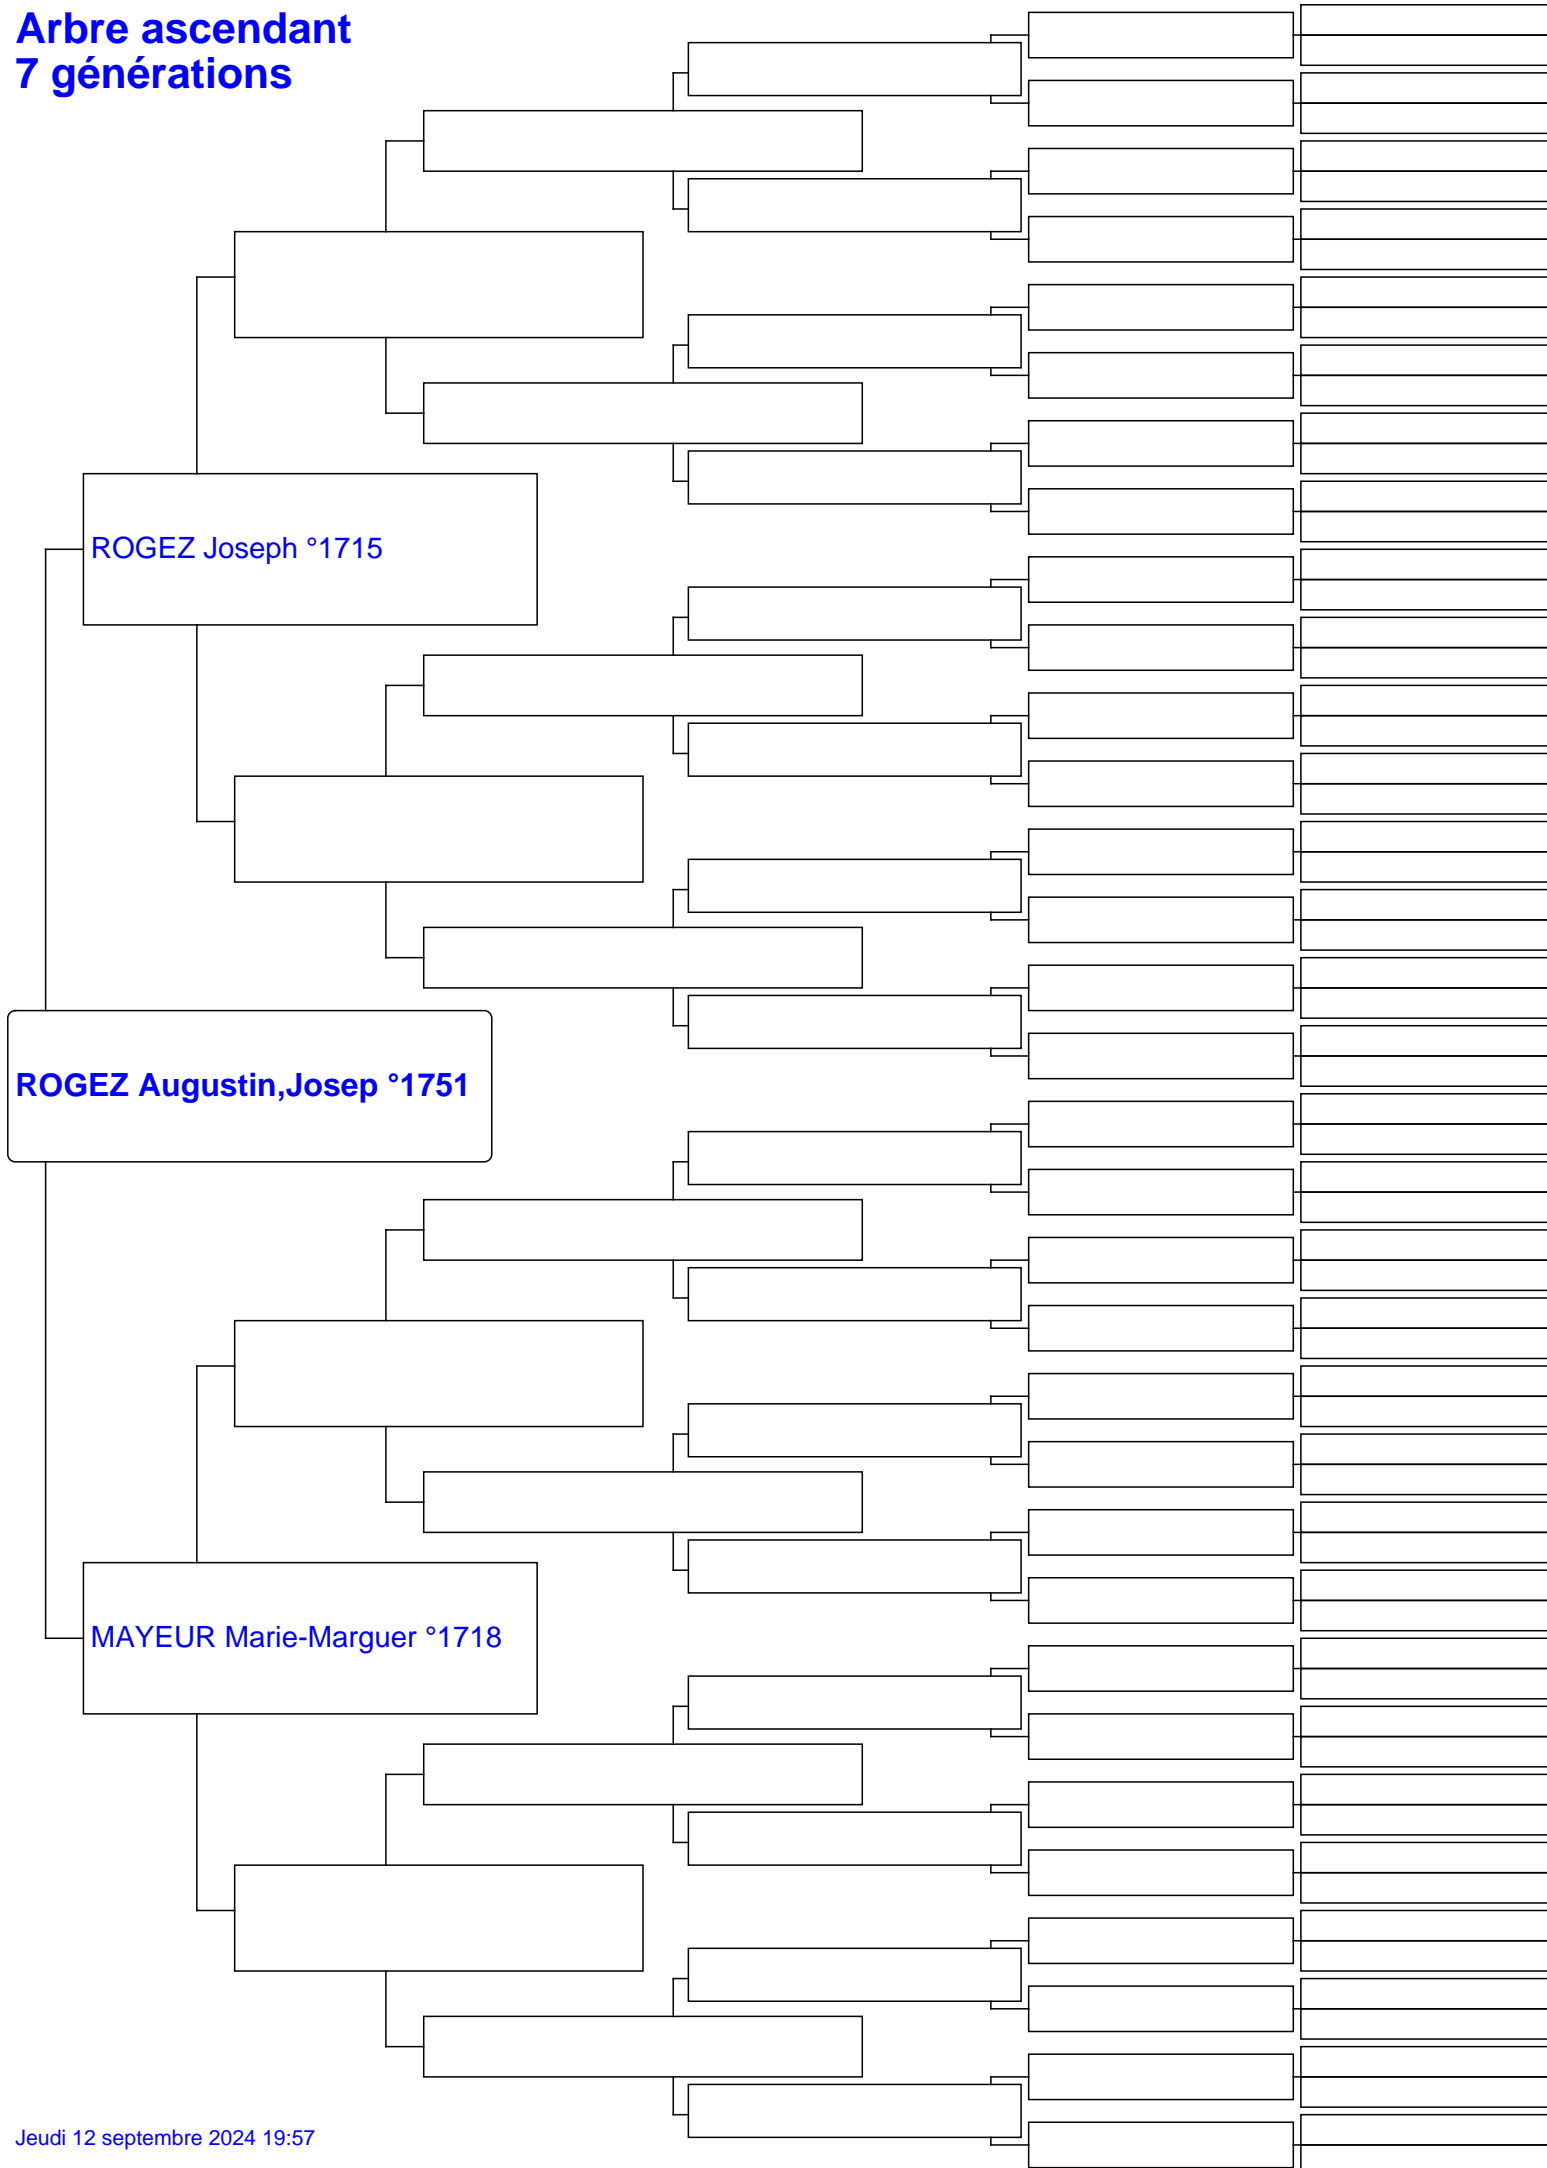 Arbre ascendant
7 générations
ROGEZ Joseph °1715
ROGEZ Augustin,Josep °1751
MAYEUR Marie-Marguer °1718
Jeudi 12 septembre 2024 19:57